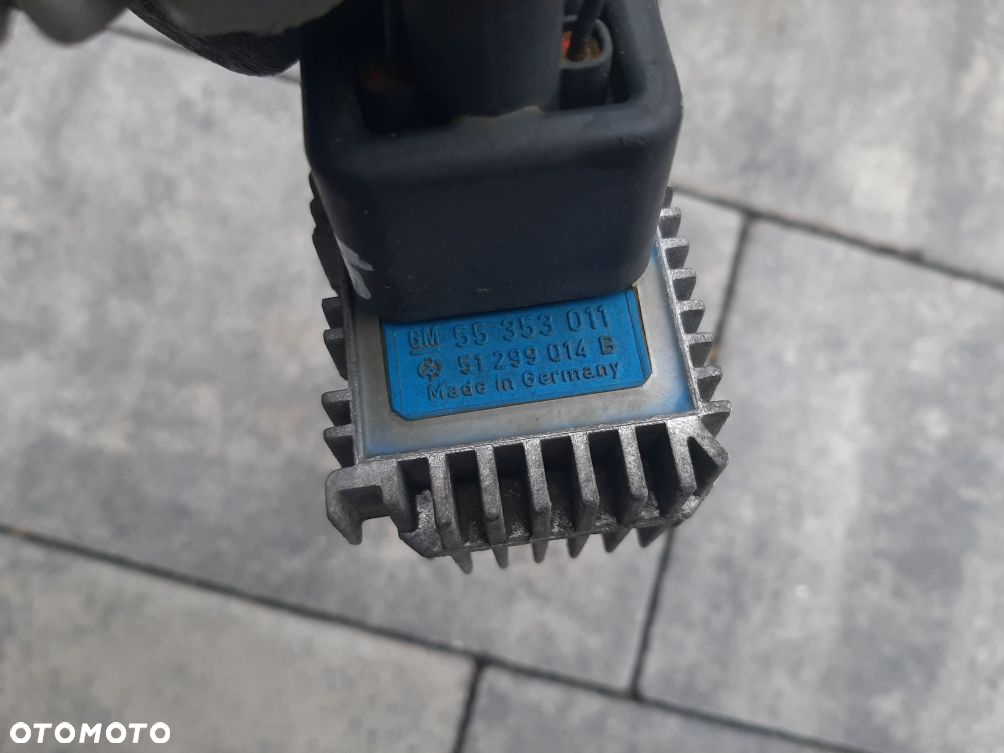 GM 55 353 011
51 299 014 B
Made in Germany
OTOMOTO